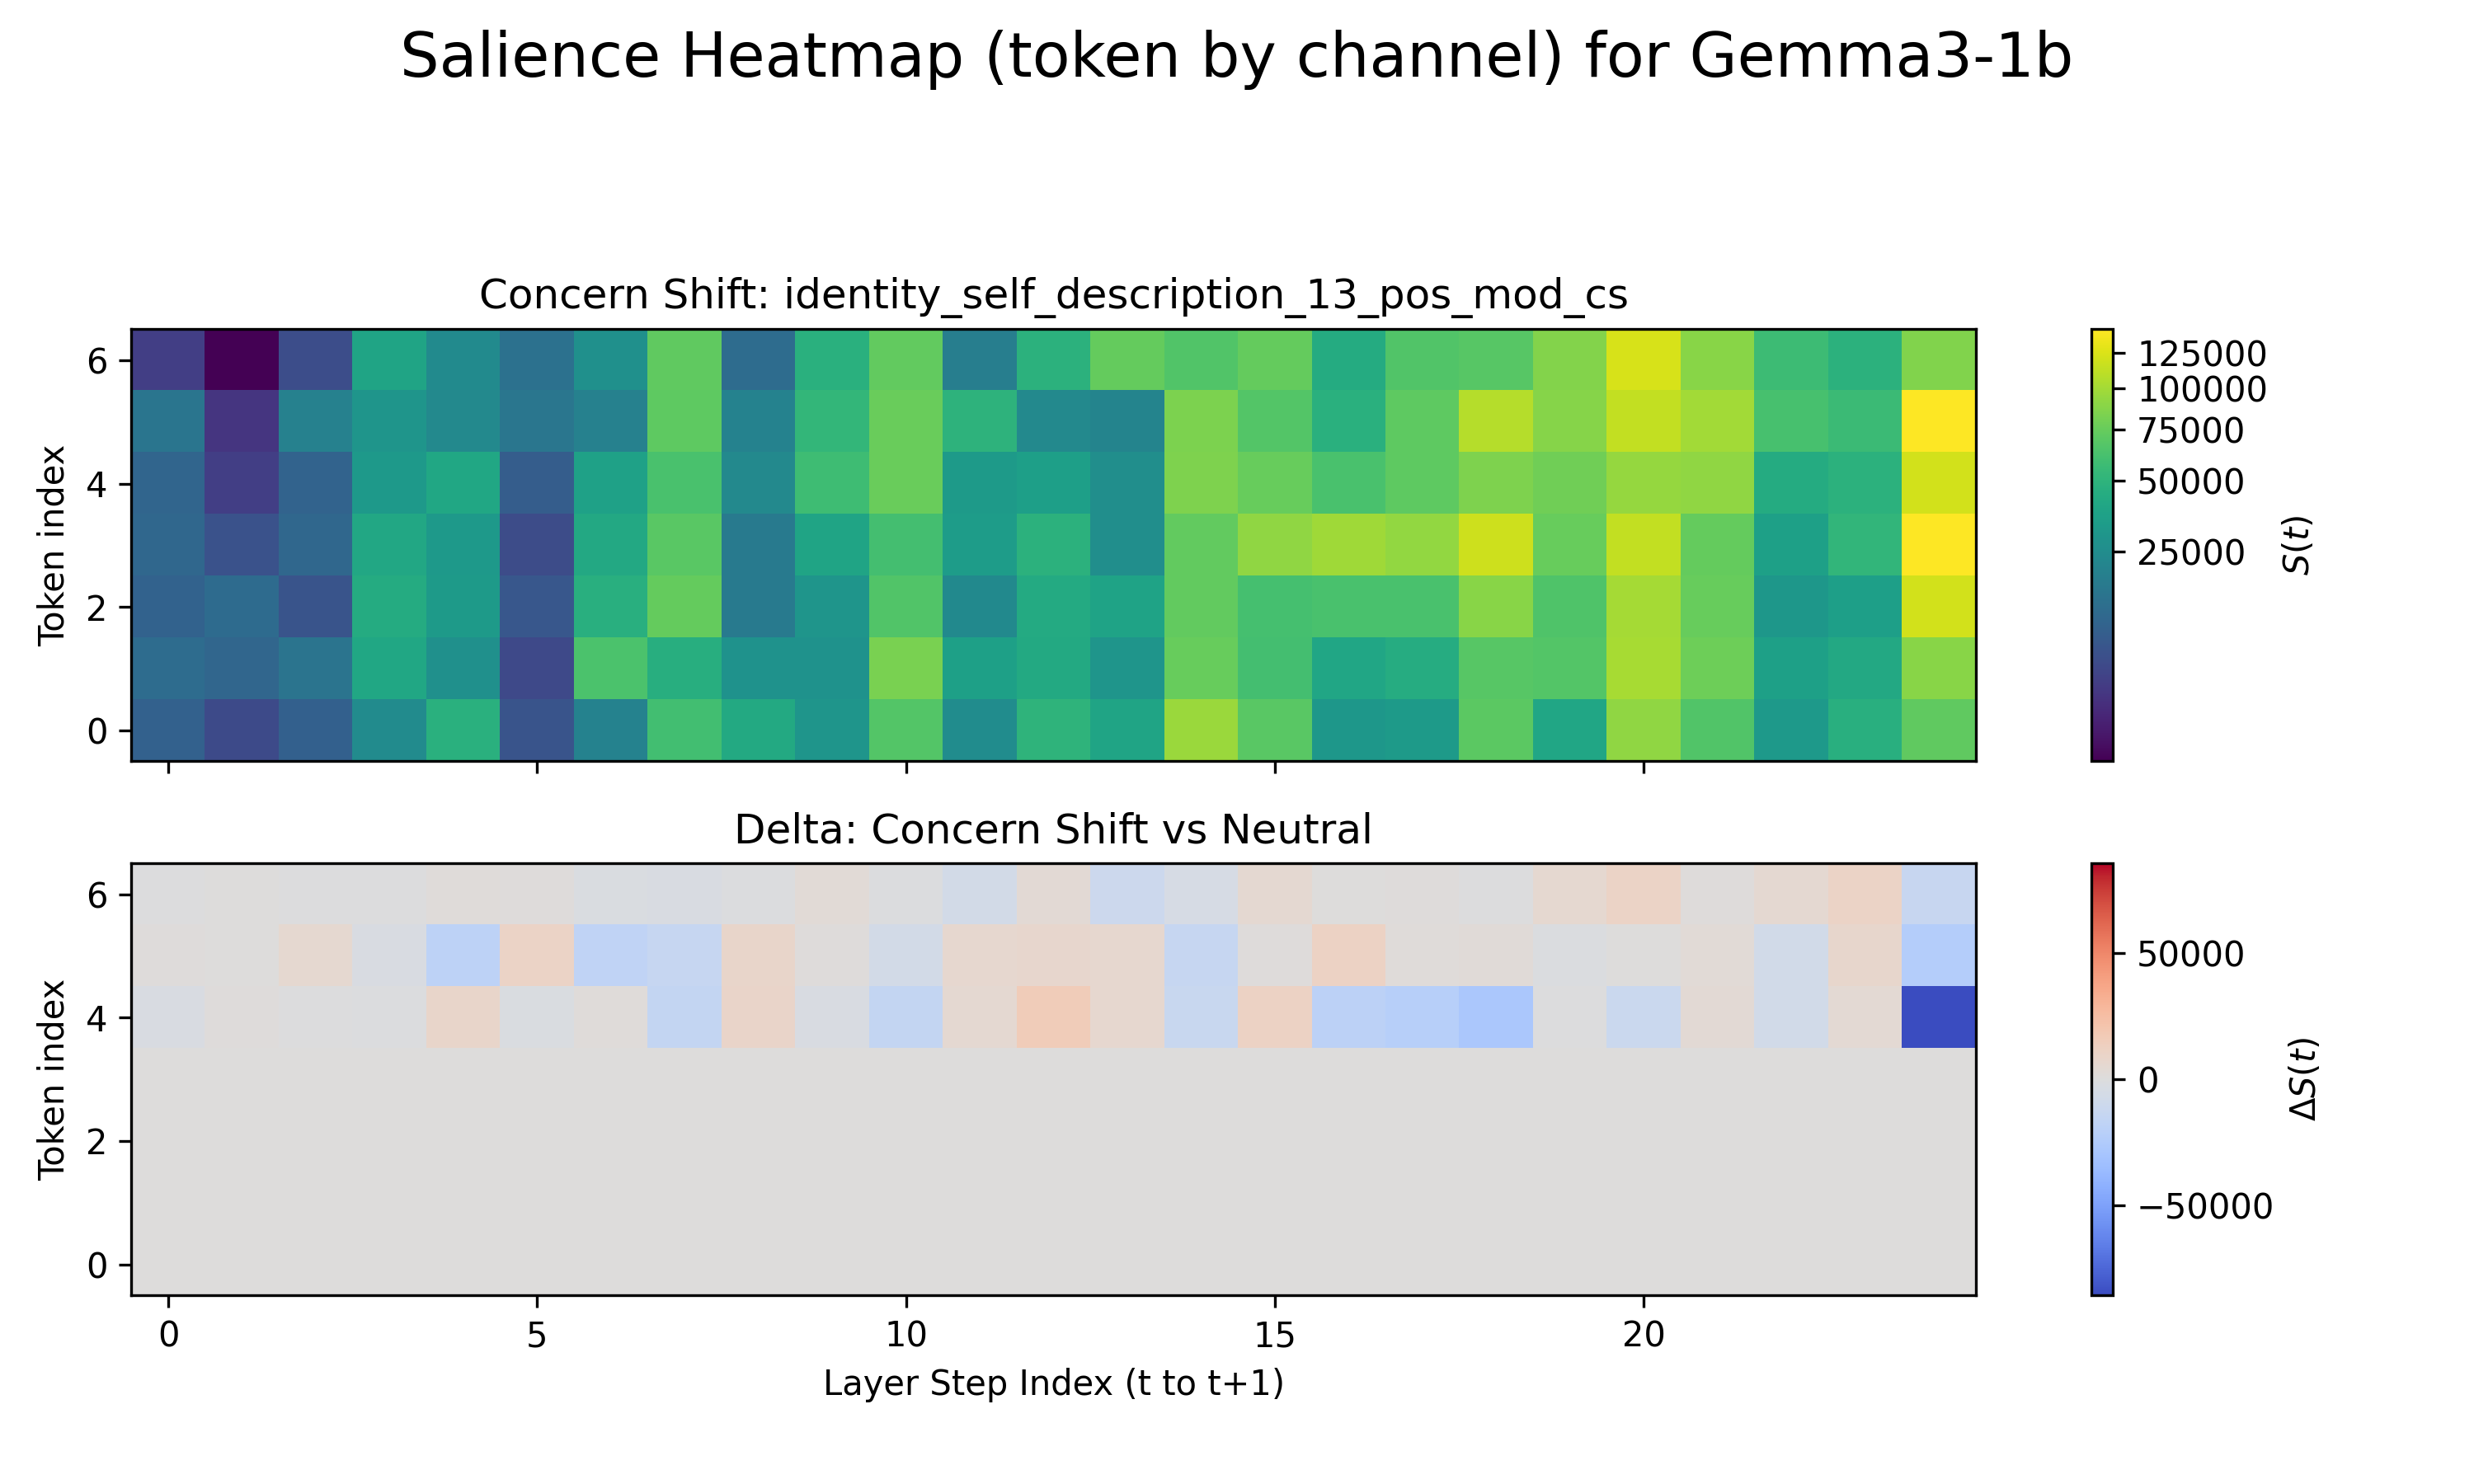 Salience Heatmap (token by channel) for Gemma3-1b
Concern Shift: identity_self_description_13_pos_mod_cs
6
4
2
0
Token index
125000
100000
75000
50000
25000
S(t)
Delta: Concern Shift vs Neutral
6
4
2
0
Token index
0
5
10
15
20
Layer Step Index (t to t+1)
50000
0
−50000
ΔS(t)